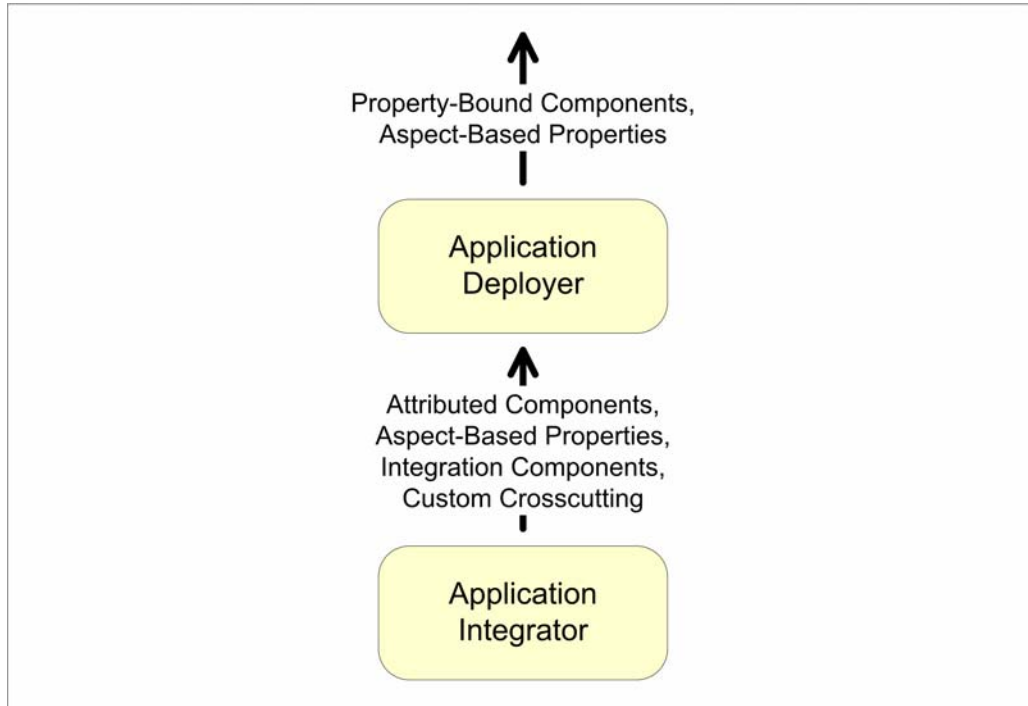 Property-Bound Components,
Aspect-Based Properties
Application
Deployer
Attributed Components,
Aspect-Based Properties,
Integration Components,
Custom Crosscutting
Application
Integrator